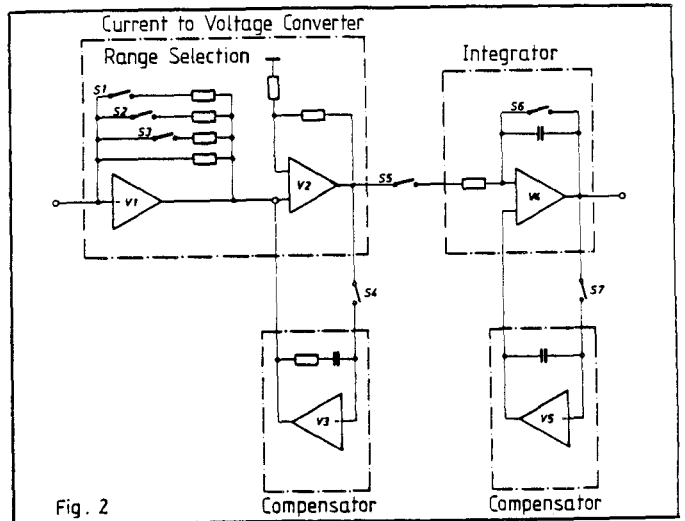 Current to Voltage Converter
Range Selection
Integrator
S1
S2
S3
S6
V1
V2
S5
V4
S4
S7
V3
V5
Fig. 2
Compensator
Compensator